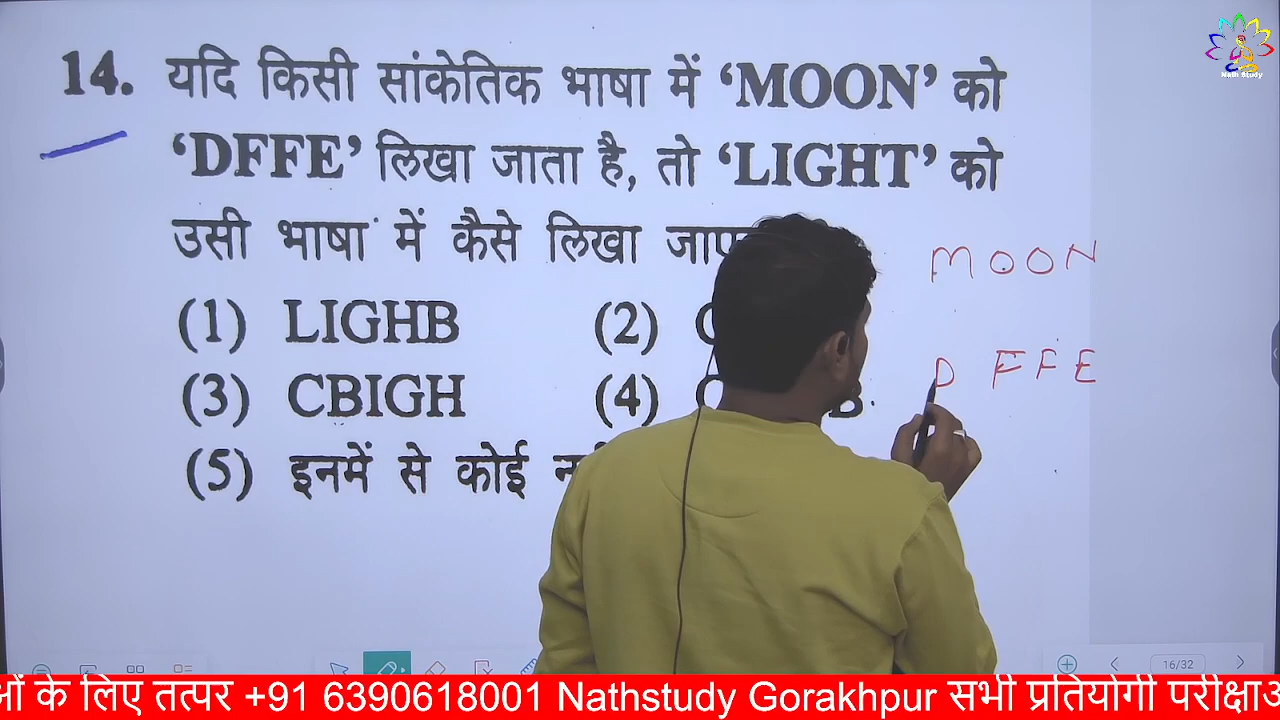 14. यदि किसी सांकेतिक भाषा में ‘MOON’ को
‘DFFE’ लिखा जाता है, तो ‘LIGHT’ को
उसी भाषा में कैसे लिखा
(1) LIGHB (2)
(3) CBIGH (4)
(5) इनमें से कोई
MOON
DFFE
Nath Study
16/32
के लिए तत्पर +91 6390618001 Nathstudy Gorakhpur सभी प्रतियोगी